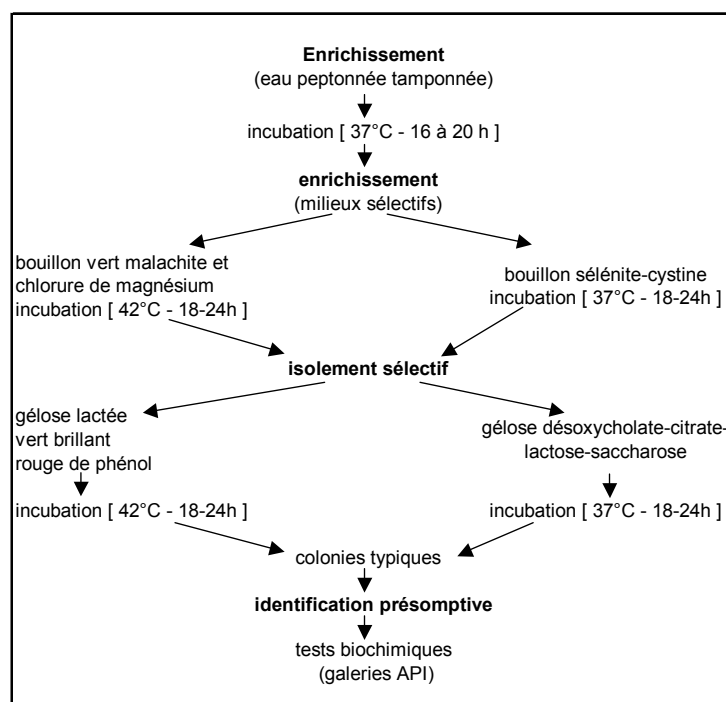 Enrichissement
(eau peptonnée tamponnée)
incubation [ 37°C - 16 à 20 h ]
enrichissement
(milieux sélectifs)
bouillon vert malachite et
chlorure de magnésium
incubation [ 42°C - 18-24h ]
bouillon sélénite-cystine
incubation [ 37°C - 18-24h ]
isolement sélectif
gélose lactée
vert brillant
rouge de phénol
incubation [ 42°C - 18-24h ]
gélose désoxycholate-citrate-
lactose-saccharose
incubation [ 37°C - 18-24h ]
colonies typiques
identification présomptive
tests biochimiques
(galeries API)